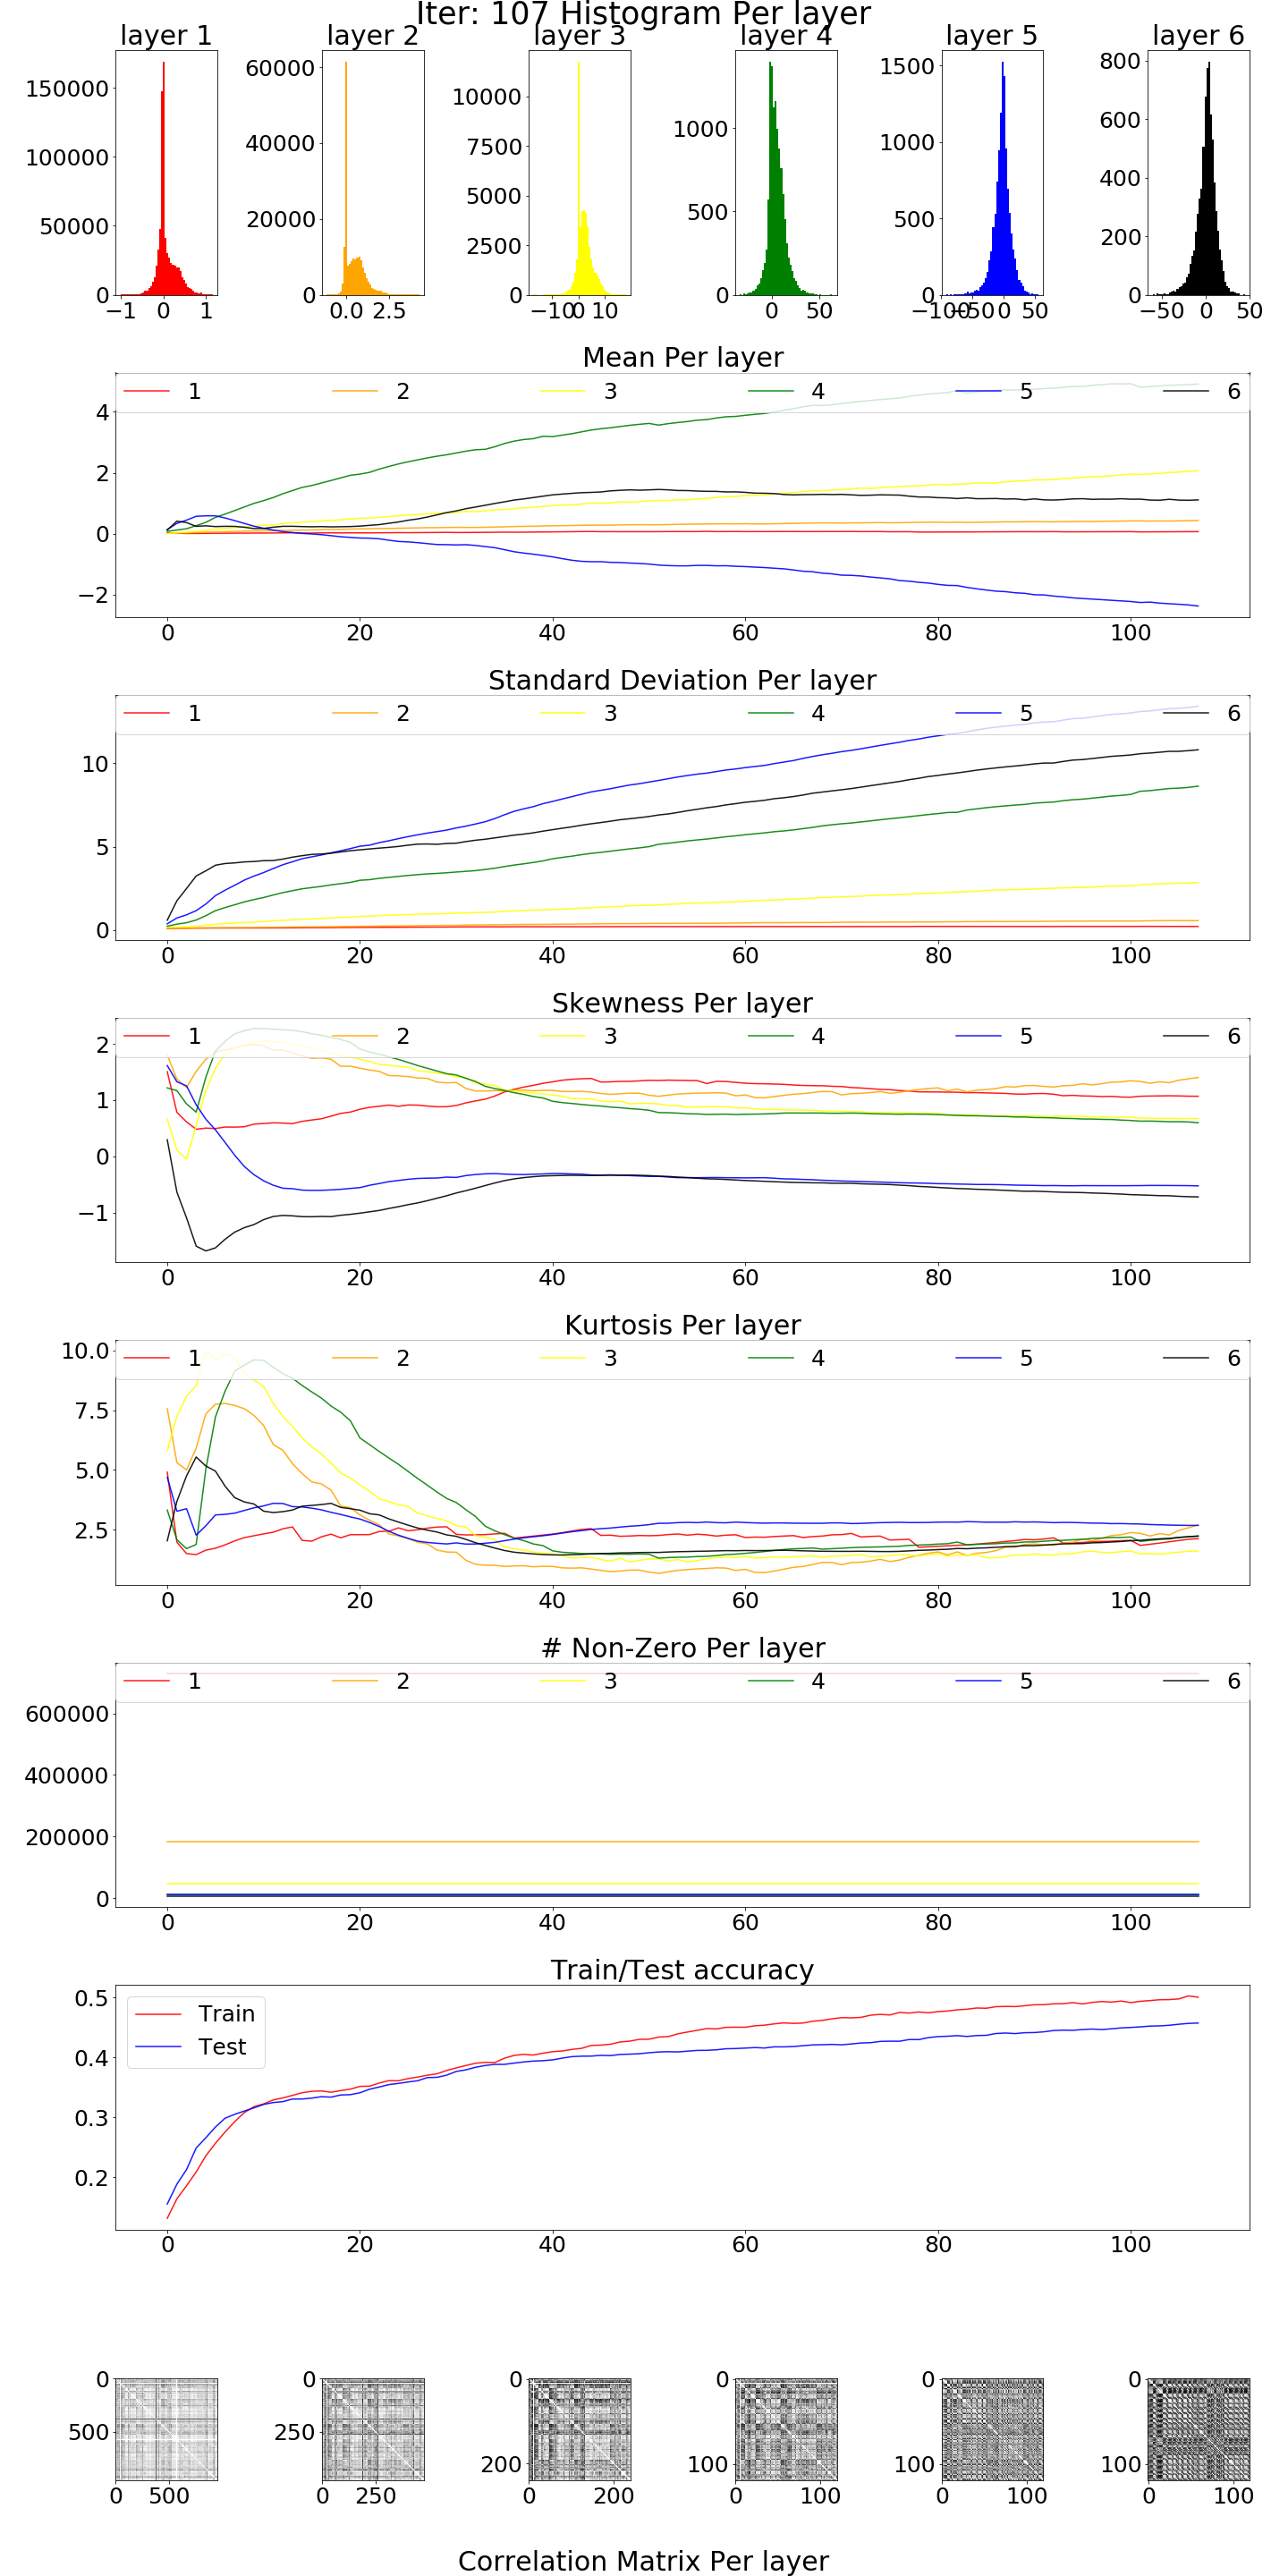 Iter: 107 Histogram Per layer
layer 1 layer 2 layer 3 layer 4 layer 5 layer 6
150000 100000 50000 0
−1 0 1
60000 40000 20000 0
0.0 2.5
10000 7500 5000 2500 0
−10 0 10
1000 500 0
0 50
1500 1000 500 0
−100 −50 0 50
800 600 400 200 0
−50 0 50
Mean Per layer
1 2 3 4 5 6
4
2
0
−2
0 20 40 60 80 100
Standard Deviation Per layer
1 2 3 4 5 6
10
5
0
0 20 40 60 80 100
Skewness Per layer
1 2 3 4 5 6
2
1
0
−1
0 20 40 60 80 100
Kurtosis Per layer
1 2 3 4 5 6
10.0
7.5
5.0
2.5
0 20 40 60 80 100
# Non-Zero Per layer
1 2 3 4 5 6
600000
400000
200000
0
0 20 40 60 80 100
Train/Test accuracy
Train
Test
0.5
0.4
0.3
0.2
0 20 40 60 80 100
0 500
0 500
0 250
0 250
0 200
0 200
0 100
0 100
0 100
0 100
0 100
0 100
Correlation Matrix Per layer